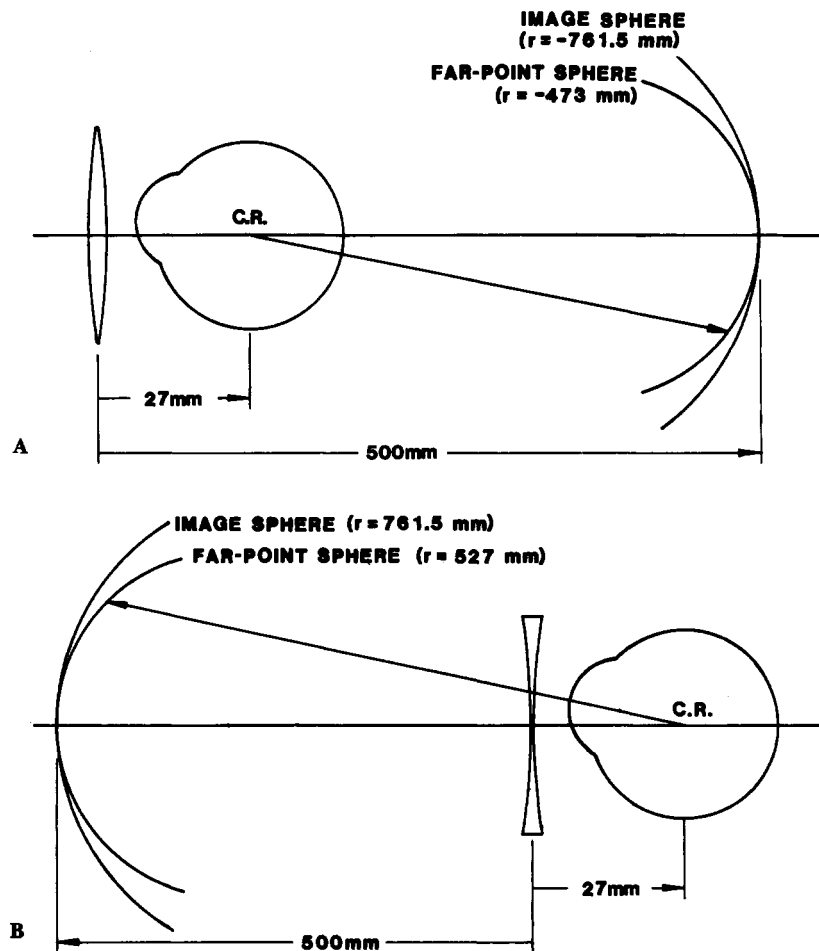 IMAGE SPHERE
(r = -761.5 mm)
FAR-POINT SPHERE
(r = -473 mm)
C.R.
27mm
A
500mm
IMAGE SPHERE (r = 761.5 mm)
FAR-POINT SPHERE (r = 527 mm)
C.R.
27mm
B
500mm